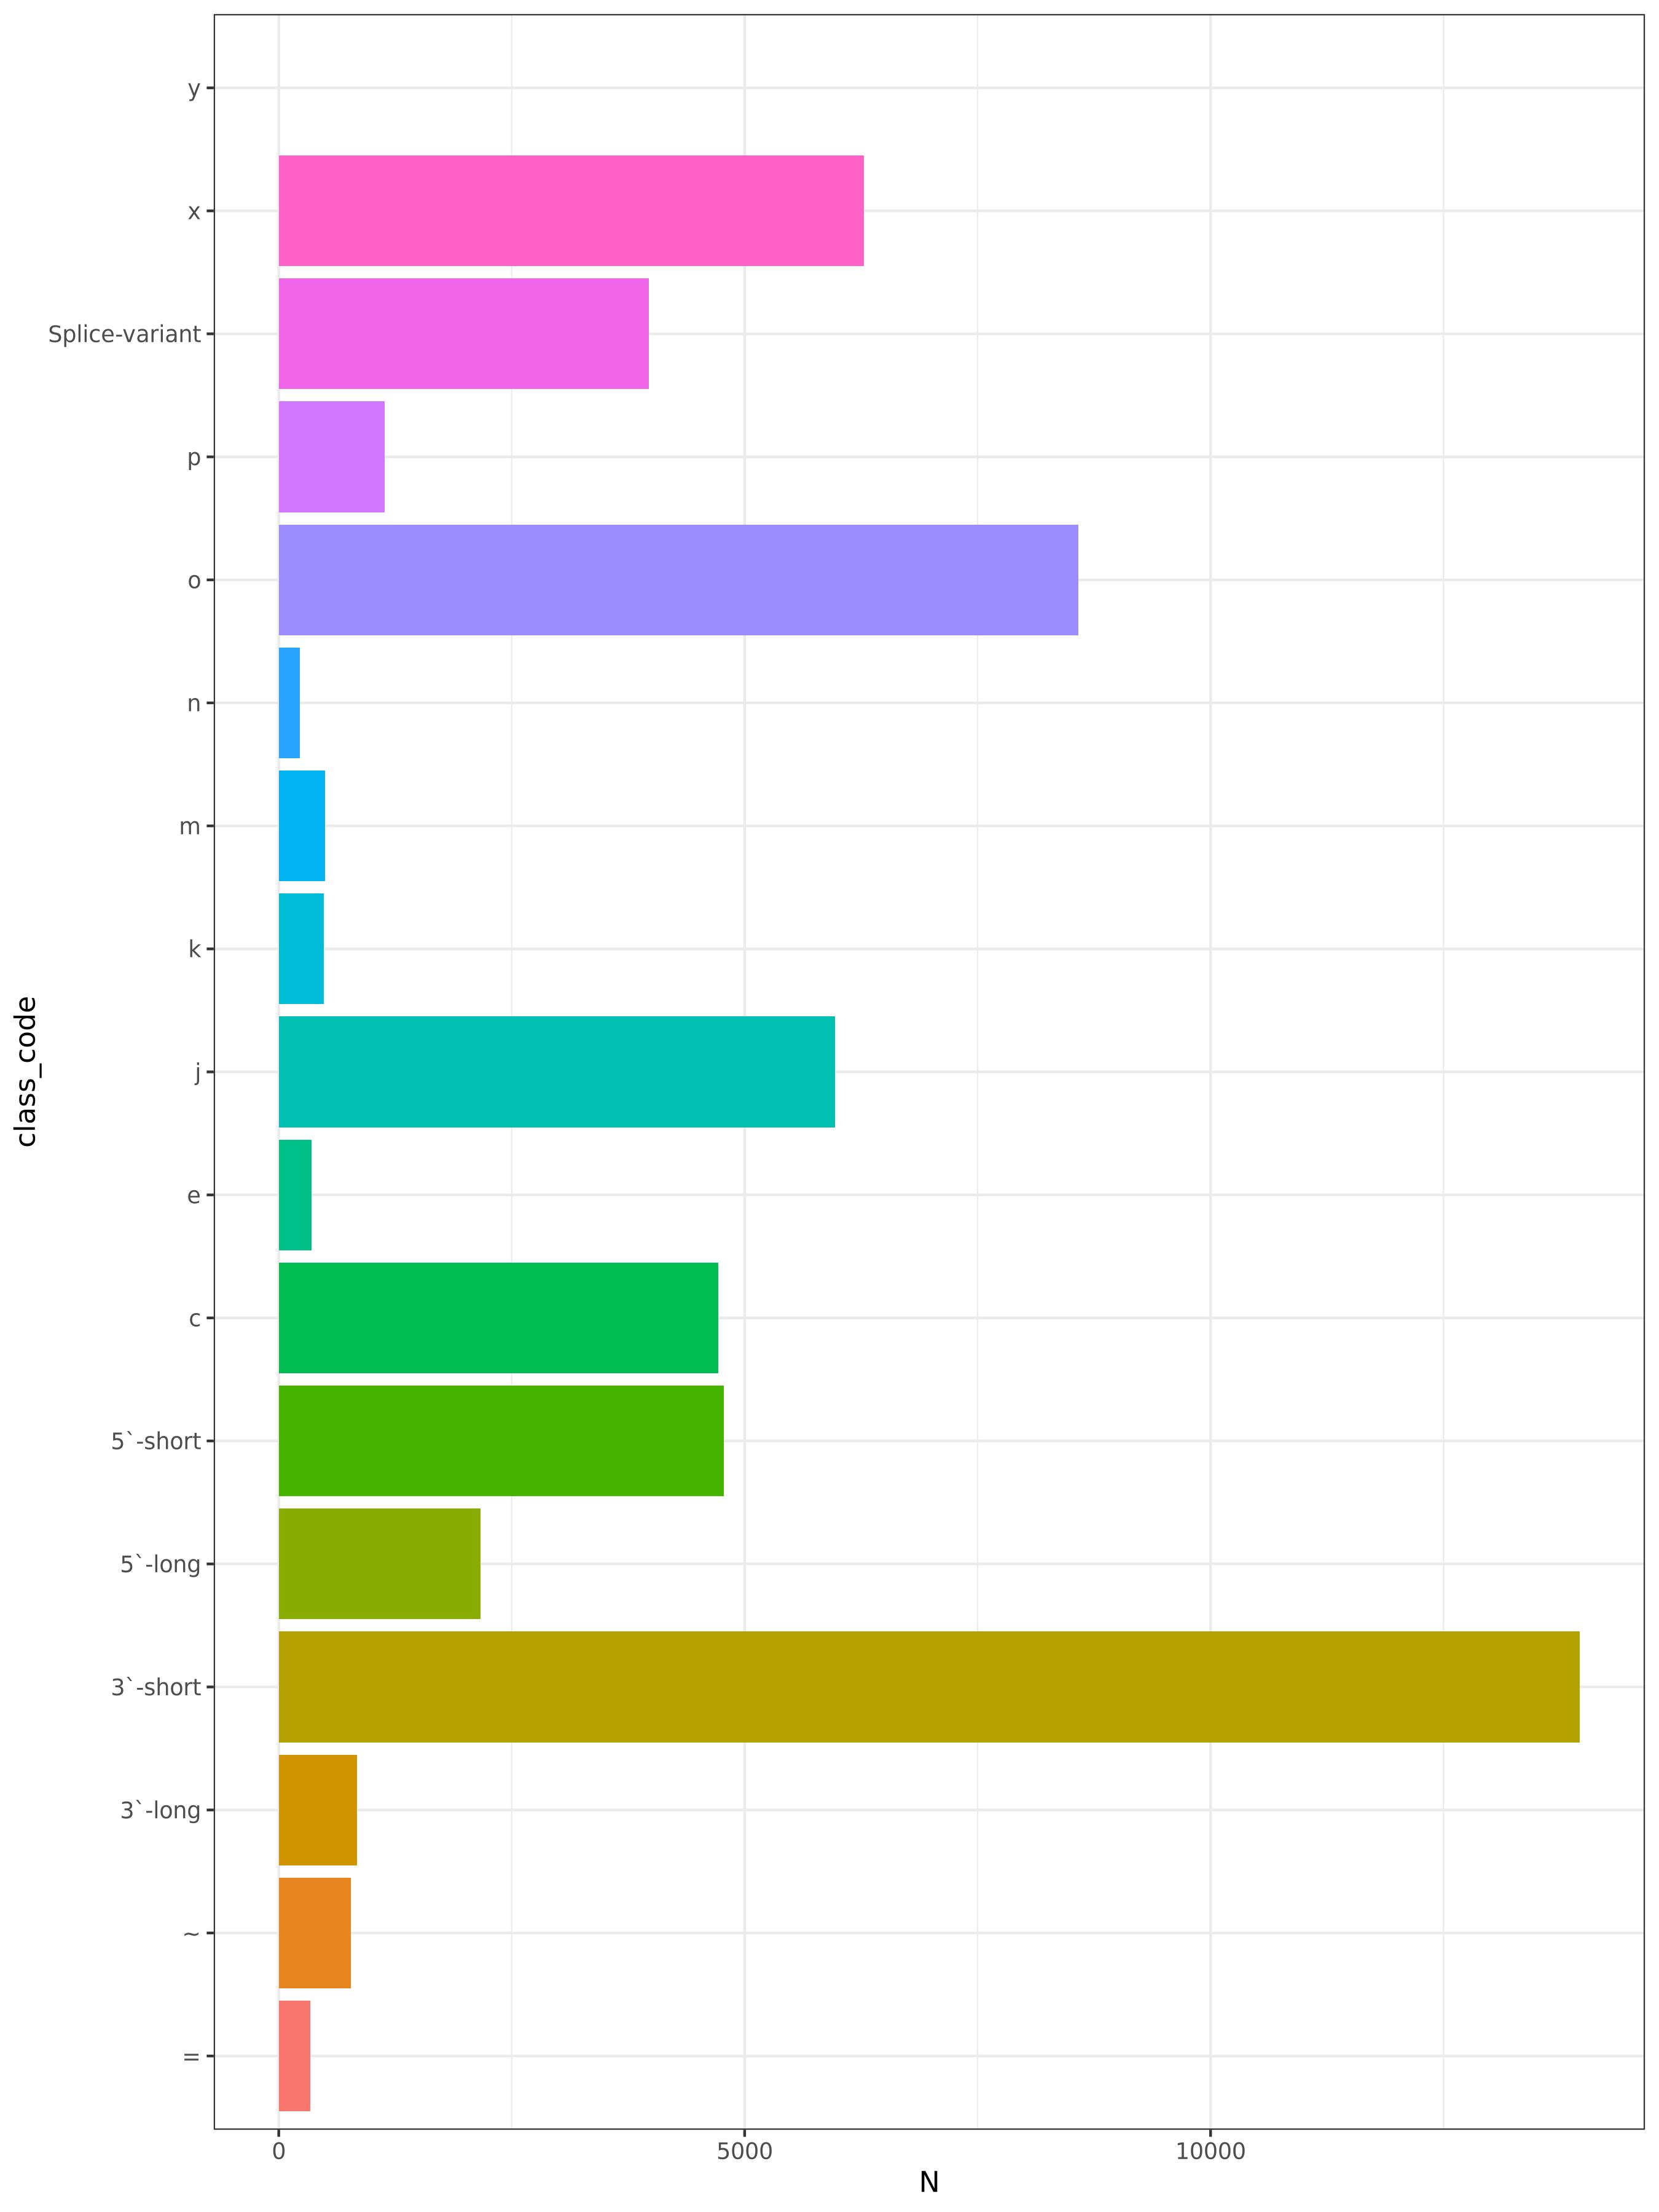 y
x
Splice-variant
p
o
n
m
k
j
e
c
5`-short
5`-long
3`-short
3`-long
~
=
class_code
0 5000 10000
N